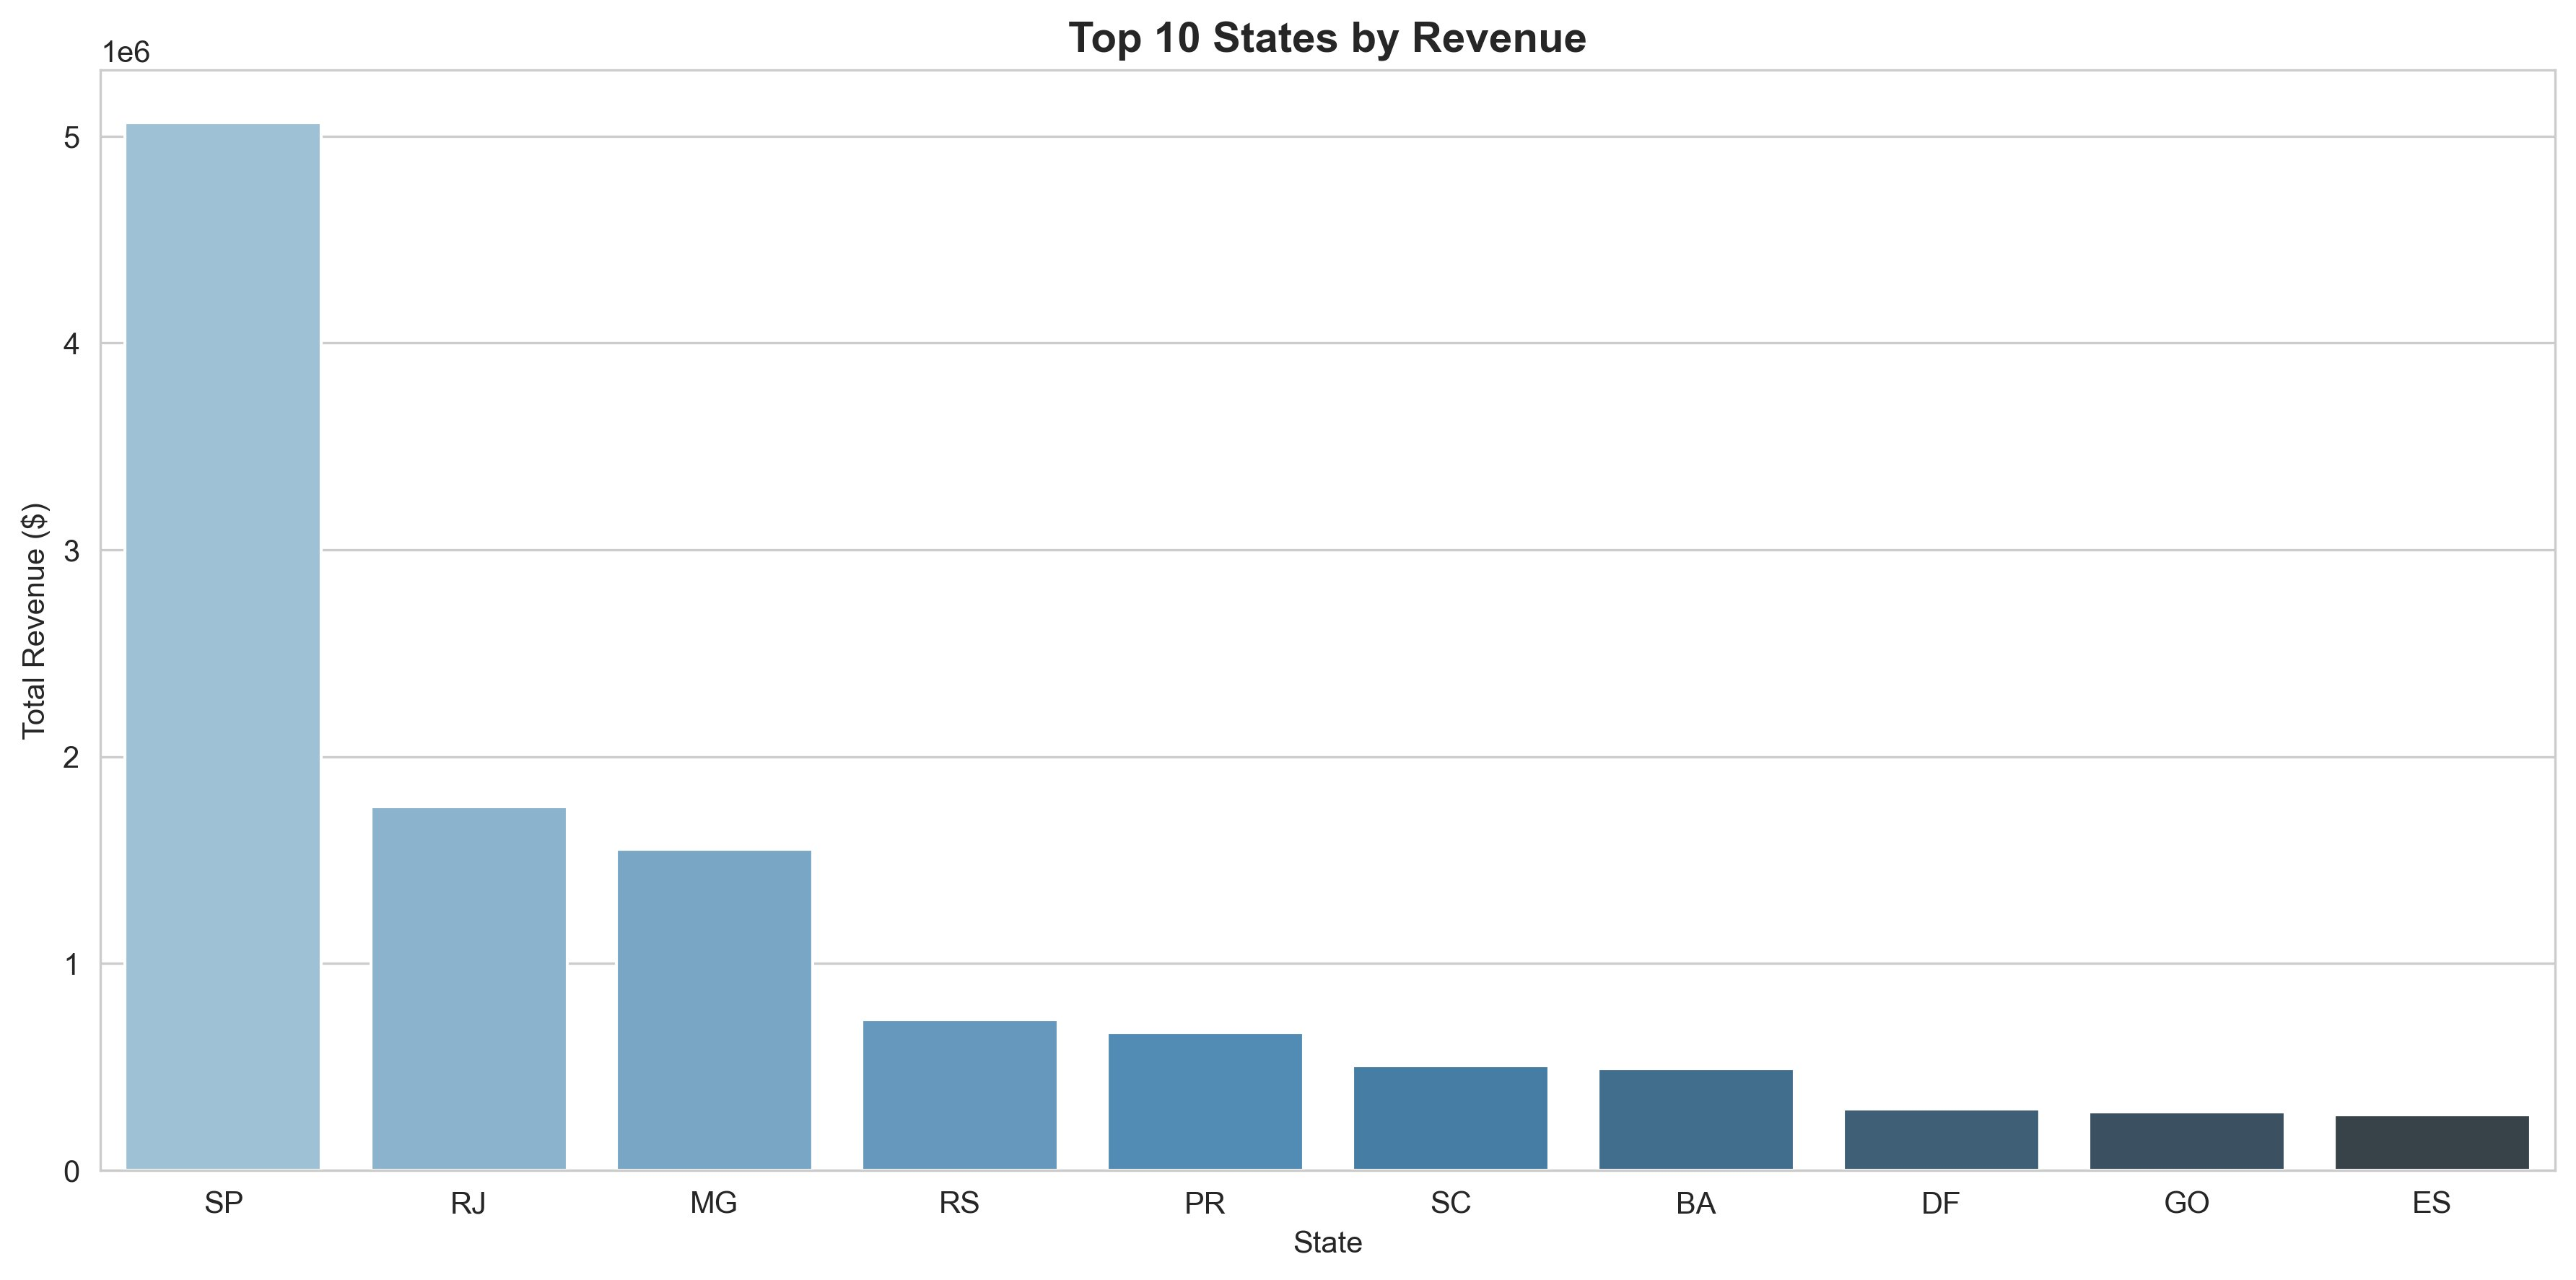 Top 10 States by Revenue
1e6
5
4
3
2
1
0
Total Revenue ($)
SP RJ MG RS PR SC BA DF GO ES
State